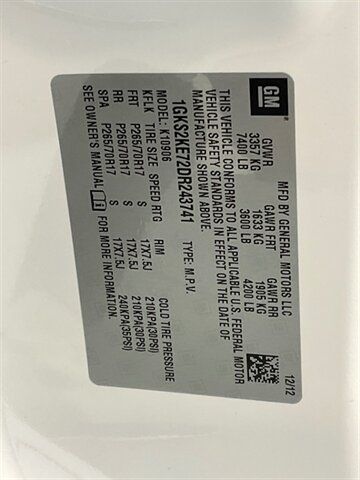 GM
MFD BY GENERAL MOTORS LLC
12/12
GVWR GAWR FRT GAWR RR
3357 KG 1633 KG 1905 KG
7400 LB 3600 LB 4200 LB
THIS VEHICLE CONFORMS TO ALL APPLICABLE U.S. FEDERAL MOTOR
VEHICLE SAFETY STANDARDS IN EFFECT ON THE DATE OF
MANUFACTURE SHOWN ABOVE.
1GKS2KE72DR243741 TYPE: M.P.V.
MODEL: K10906
KFLK TIRE SIZE SPEED RTG RIM COLD TIRE PRESSURE
FRT P265/70R17 S 17X7.5J 210KPA(30PSI)
RR P265/70R17 S 17X7.5J 210KPA(30PSI)
SPA P265/70R17 S 17X7.5J 240KPA(35PSI)
SEE OWNER'S MANUAL FOR MORE INFORMATION.